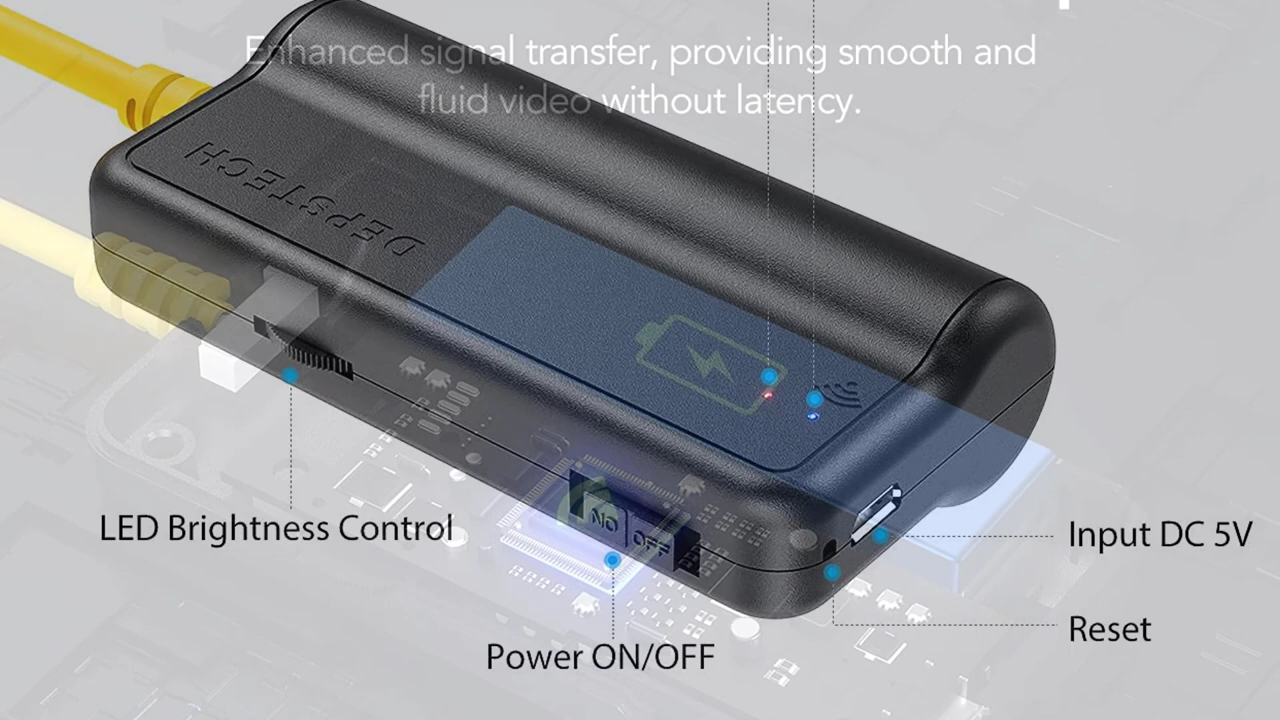 Enhanced signal transfer, providing smooth and
fluid video without latency.
DEPSTECH
LED Brightness Control
NO
OFF
Input DC 5V
Reset
Power ON/OFF